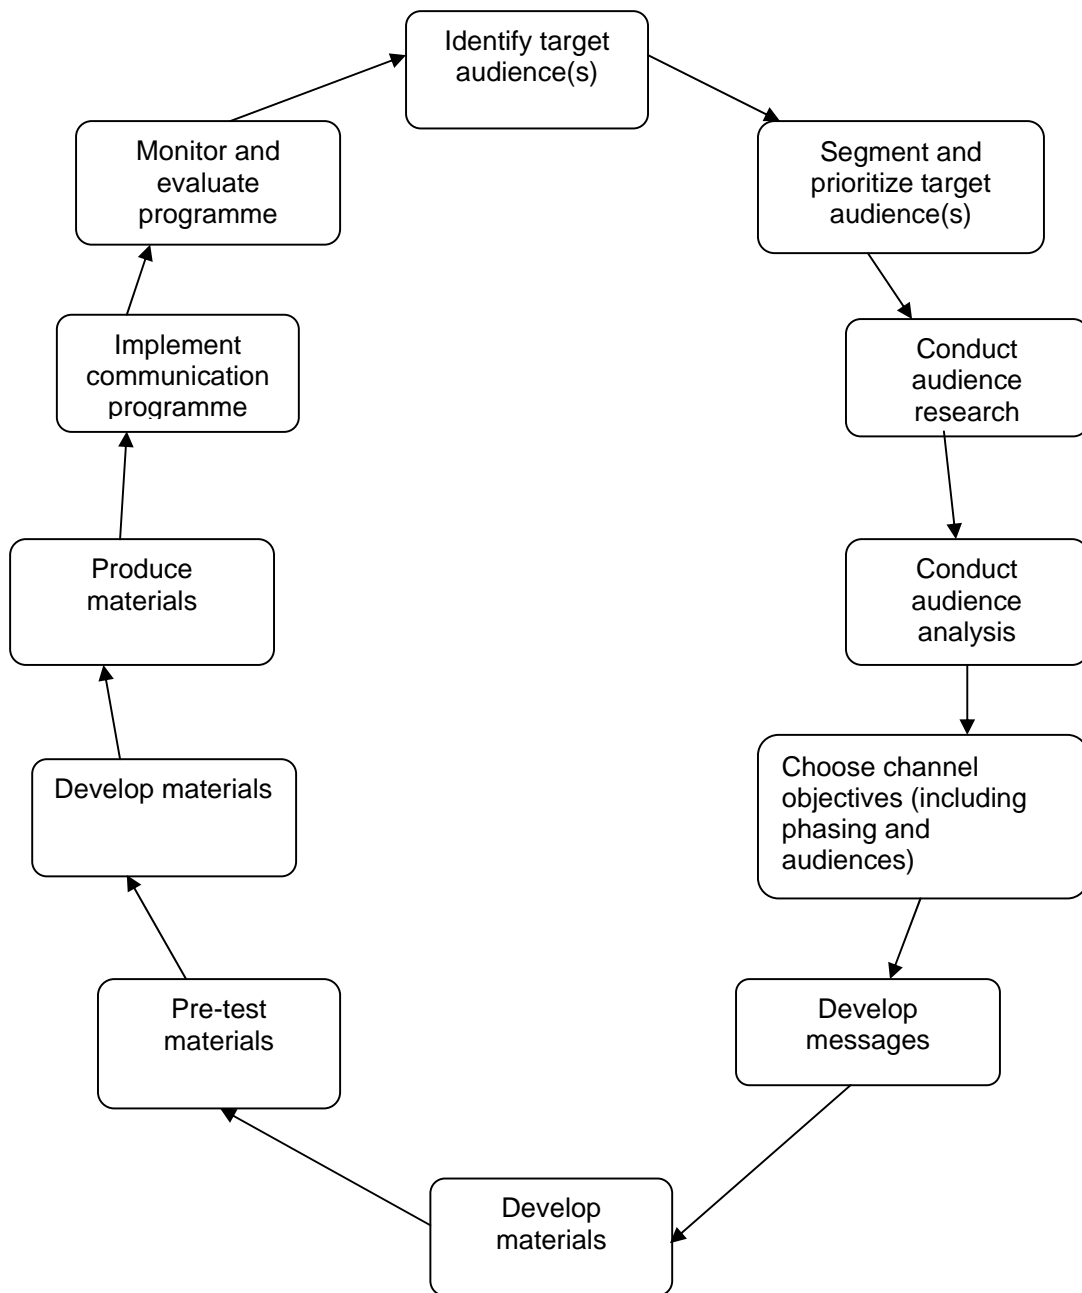 Identify target
audience(s)
Segment and
prioritize target
audience(s)
Conduct
audience
research
Conduct
audience
analysis
Choose channel
objectives (including
phasing and
audiences)
Develop
messages
Develop
materials
Pre-test
materials
Develop materials
Produce
materials
Implement
communication
programme
Monitor and
evaluate
programme